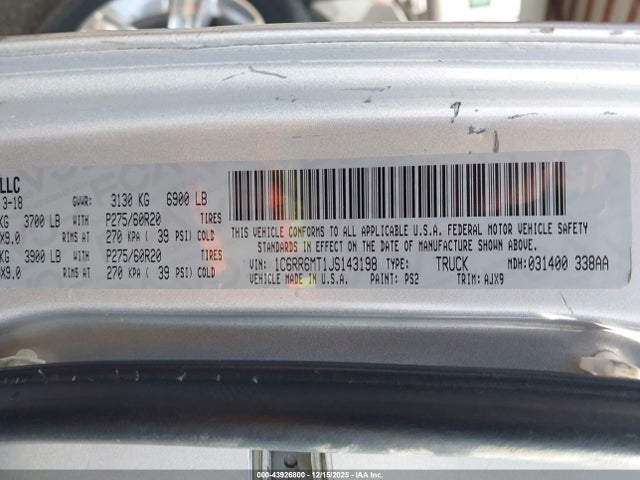 LLC
3-18 GVWR: 3130 KG 6900 LB
KG 3700 LB WITH P275/60R20 TIRES
X9.0 RIMS AT 270 KPA ( 39 PSI) COLD
KG 3900 LB WITH P275/60R20 TIRES
X9.0 RIMS AT 270 KPA ( 39 PSI) COLD
THIS VEHICLE CONFORMS TO ALL APPLICABLE U.S.A. FEDERAL MOTOR VEHICLE SAFETY
STANDARDS IN EFFECT ON THE DATE OF MANUFACTURE SHOWN ABOVE.
VIN: 1C6RR6MT1JS143198 TYPE: TRUCK MDH: 031400 338AA
VEHICLE MADE IN U.S.A. PAINT: PS2 TRIM: AJX9
000-43926800 - 12/15/2025 - IAAI.COM